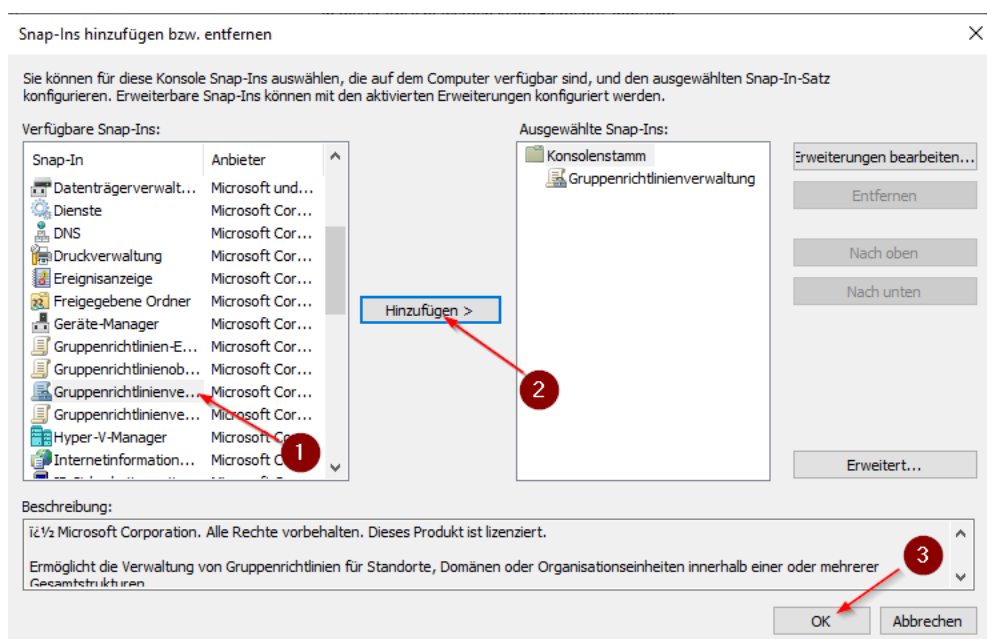 Snap-Ins hinzufügen bzw. entfernen
Sie können für diese Konsole Snap-Ins auswählen, die auf dem Computer verfügbar sind, und den ausgewählten Snap-In-Satz
konfigurieren. Erweiterbare Snap-Ins können mit den aktivierten Erweiterungen konfiguriert werden.
Verfügbare Snap-Ins:
Snap-In Anbieter
Datenträgerverwalt... Microsoft und...
Dienste Microsoft Cor...
DNS Microsoft Cor...
Druckverwaltung Microsoft Cor...
Ereignisanzeige Microsoft Cor...
Freigegebene Ordner Microsoft Cor...
Geräte-Manager Microsoft Cor...
Gruppenrichtlinien-E... Microsoft Cor...
Gruppenrichtlinienob... Microsoft Cor...
Gruppenrichtlinienve... Microsoft Cor...
Gruppenrichtlinienve... Microsoft Cor...
Hyper-V-Manager Microsoft
Internetinformation... Microsoft
1
Hinzufügen >
2
Ausgewählte Snap-Ins:
Konsolenstamm
Gruppenrichtlinienverwaltung
Erweiterungen bearbeiten...
Entfernen
Nach oben
Nach unten
Erweitert...
Beschreibung:
ï¿½ Microsoft Corporation. Alle Rechte vorbehalten. Dieses Produkt ist lizenziert.
Ermöglicht die Verwaltung von Gruppenrichtlinien für Standorte, Domänen oder Organisationseinheiten innerhalb einer oder mehrerer
Gesamtstrukturen
3
OK
Abbrechen